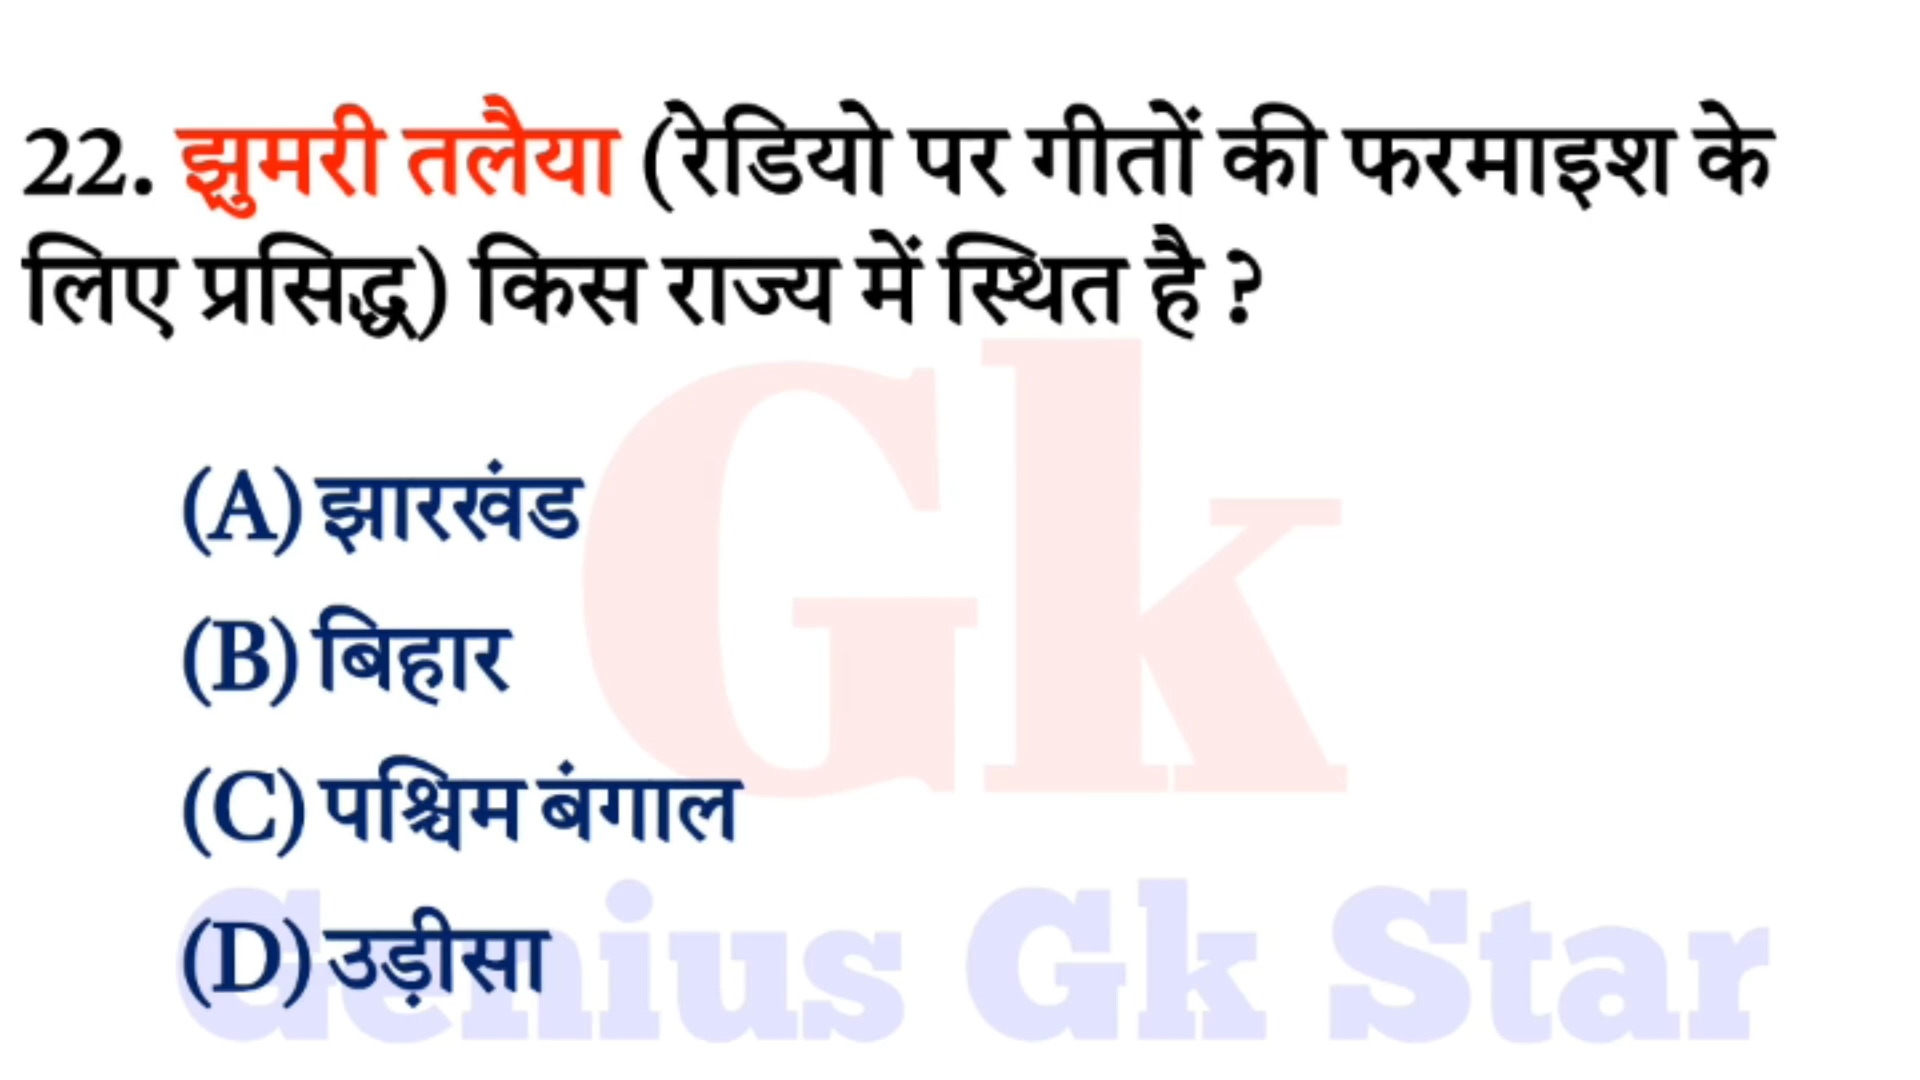 22. झुमरी तलैया (रेडियो पर गीतों की फरमाइश के
लिए प्रसिद्ध) किस राज्य में स्थित है ?
Gk
(A) झारखंड
(B) बिहार
(C) पश्चिम बंगाल
(D) उड़ीसा
Genius Gk Star